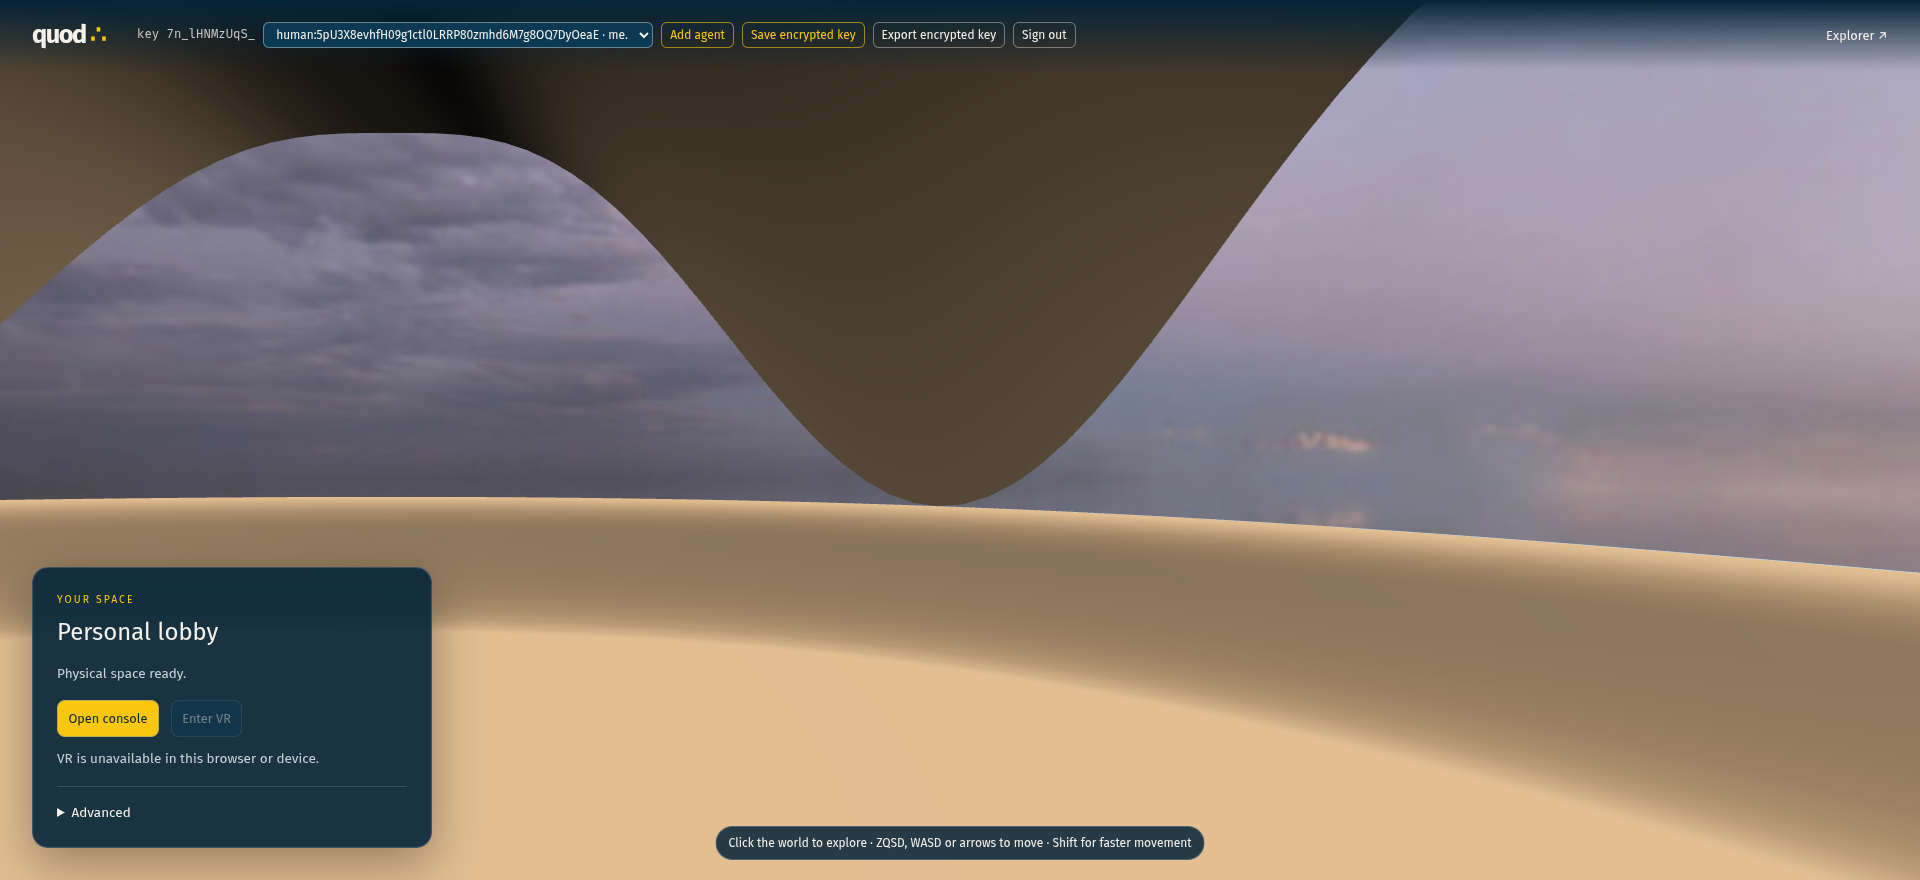 quod
key 7n_lHNMzUqS_
human:5pU3X8evhfH09g1ctl0LRRP80zmhd6M7g8OQ7DyOeaE · me.
Add agent
Save encrypted key
Export encrypted key
Sign out
Explorer ↗
YOUR SPACE
Personal lobby
Physical space ready.
Open console
Enter VR
VR is unavailable in this browser or device.
▶ Advanced
Click the world to explore · ZQSD, WASD or arrows to move · Shift for faster movement